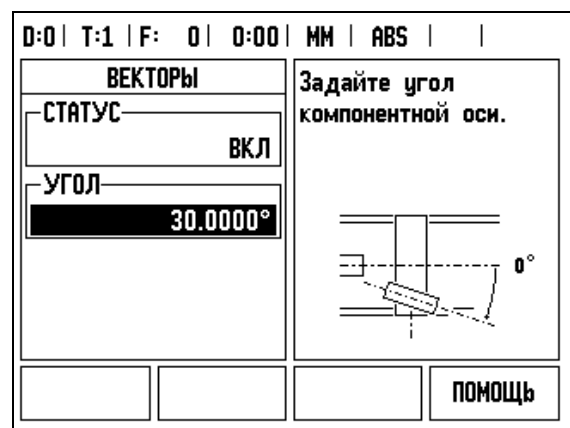 D:0 | T:1 | F: 0 | 0:00 | MM | ABS | |
ВЕКТОРЫ
СТАТУС
ВКЛ
УГОЛ
30.0000°
Задайте угол
компонентной оси.
0°
ПОМОЩЬ